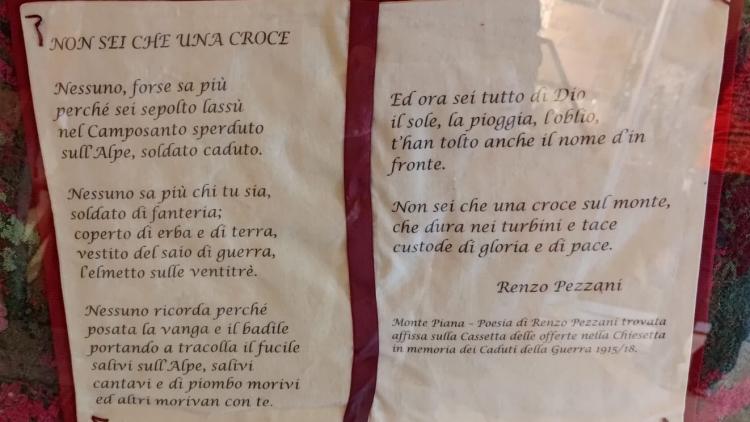 NON SEI CHE UNA CROCE
Nessuno, forse sa più
perché sei sepolto lassù
nel Camposanto sperduto
sull'Alpe, soldato caduto.
Nessuno sa più chi tu sia,
soldato di fanteria;
coperto di erba e di terra,
vestito del saio di guerra,
l'elmetto sulle ventitrè.
Nessuno ricorda perché
posata la vanga e il badile
portando a tracolla il fucile
salivi sull'Alpe, salivi
cantavi e di piombo morivi
ed altri morivan con te.
Ed ora sei tutto di Dio
il sole, la pioggia, l'oblio,
t'han tolto anche il nome d'in
fronte.
Non sei che una croce sul monte,
che dura nei turbini e tace
custode di gloria e di pace.
Renzo Pezzani
Monte Piana - Poesia di Renzo Pezzani trovata
affissa sulla Cassetta delle offerte nella Chiesetta
in memoria dei Caduti della Guerra 1915/18.